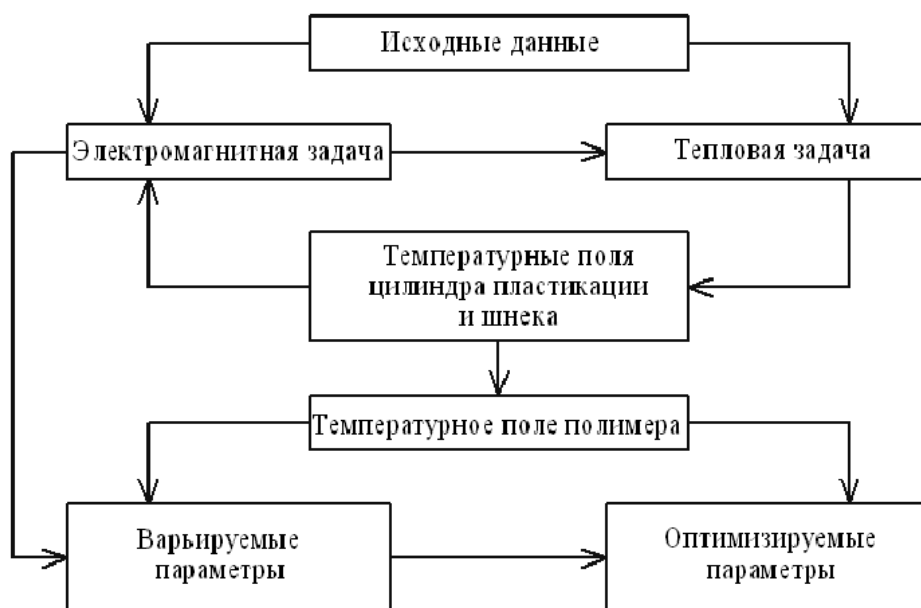 Исходные данные
Электромагнитная задача
Тепловая задача
Температурные поля
цилиндра пластикации
и шнека
Температурное поле полимера
Варьируемые
параметры
Оптимизируемые
параметры